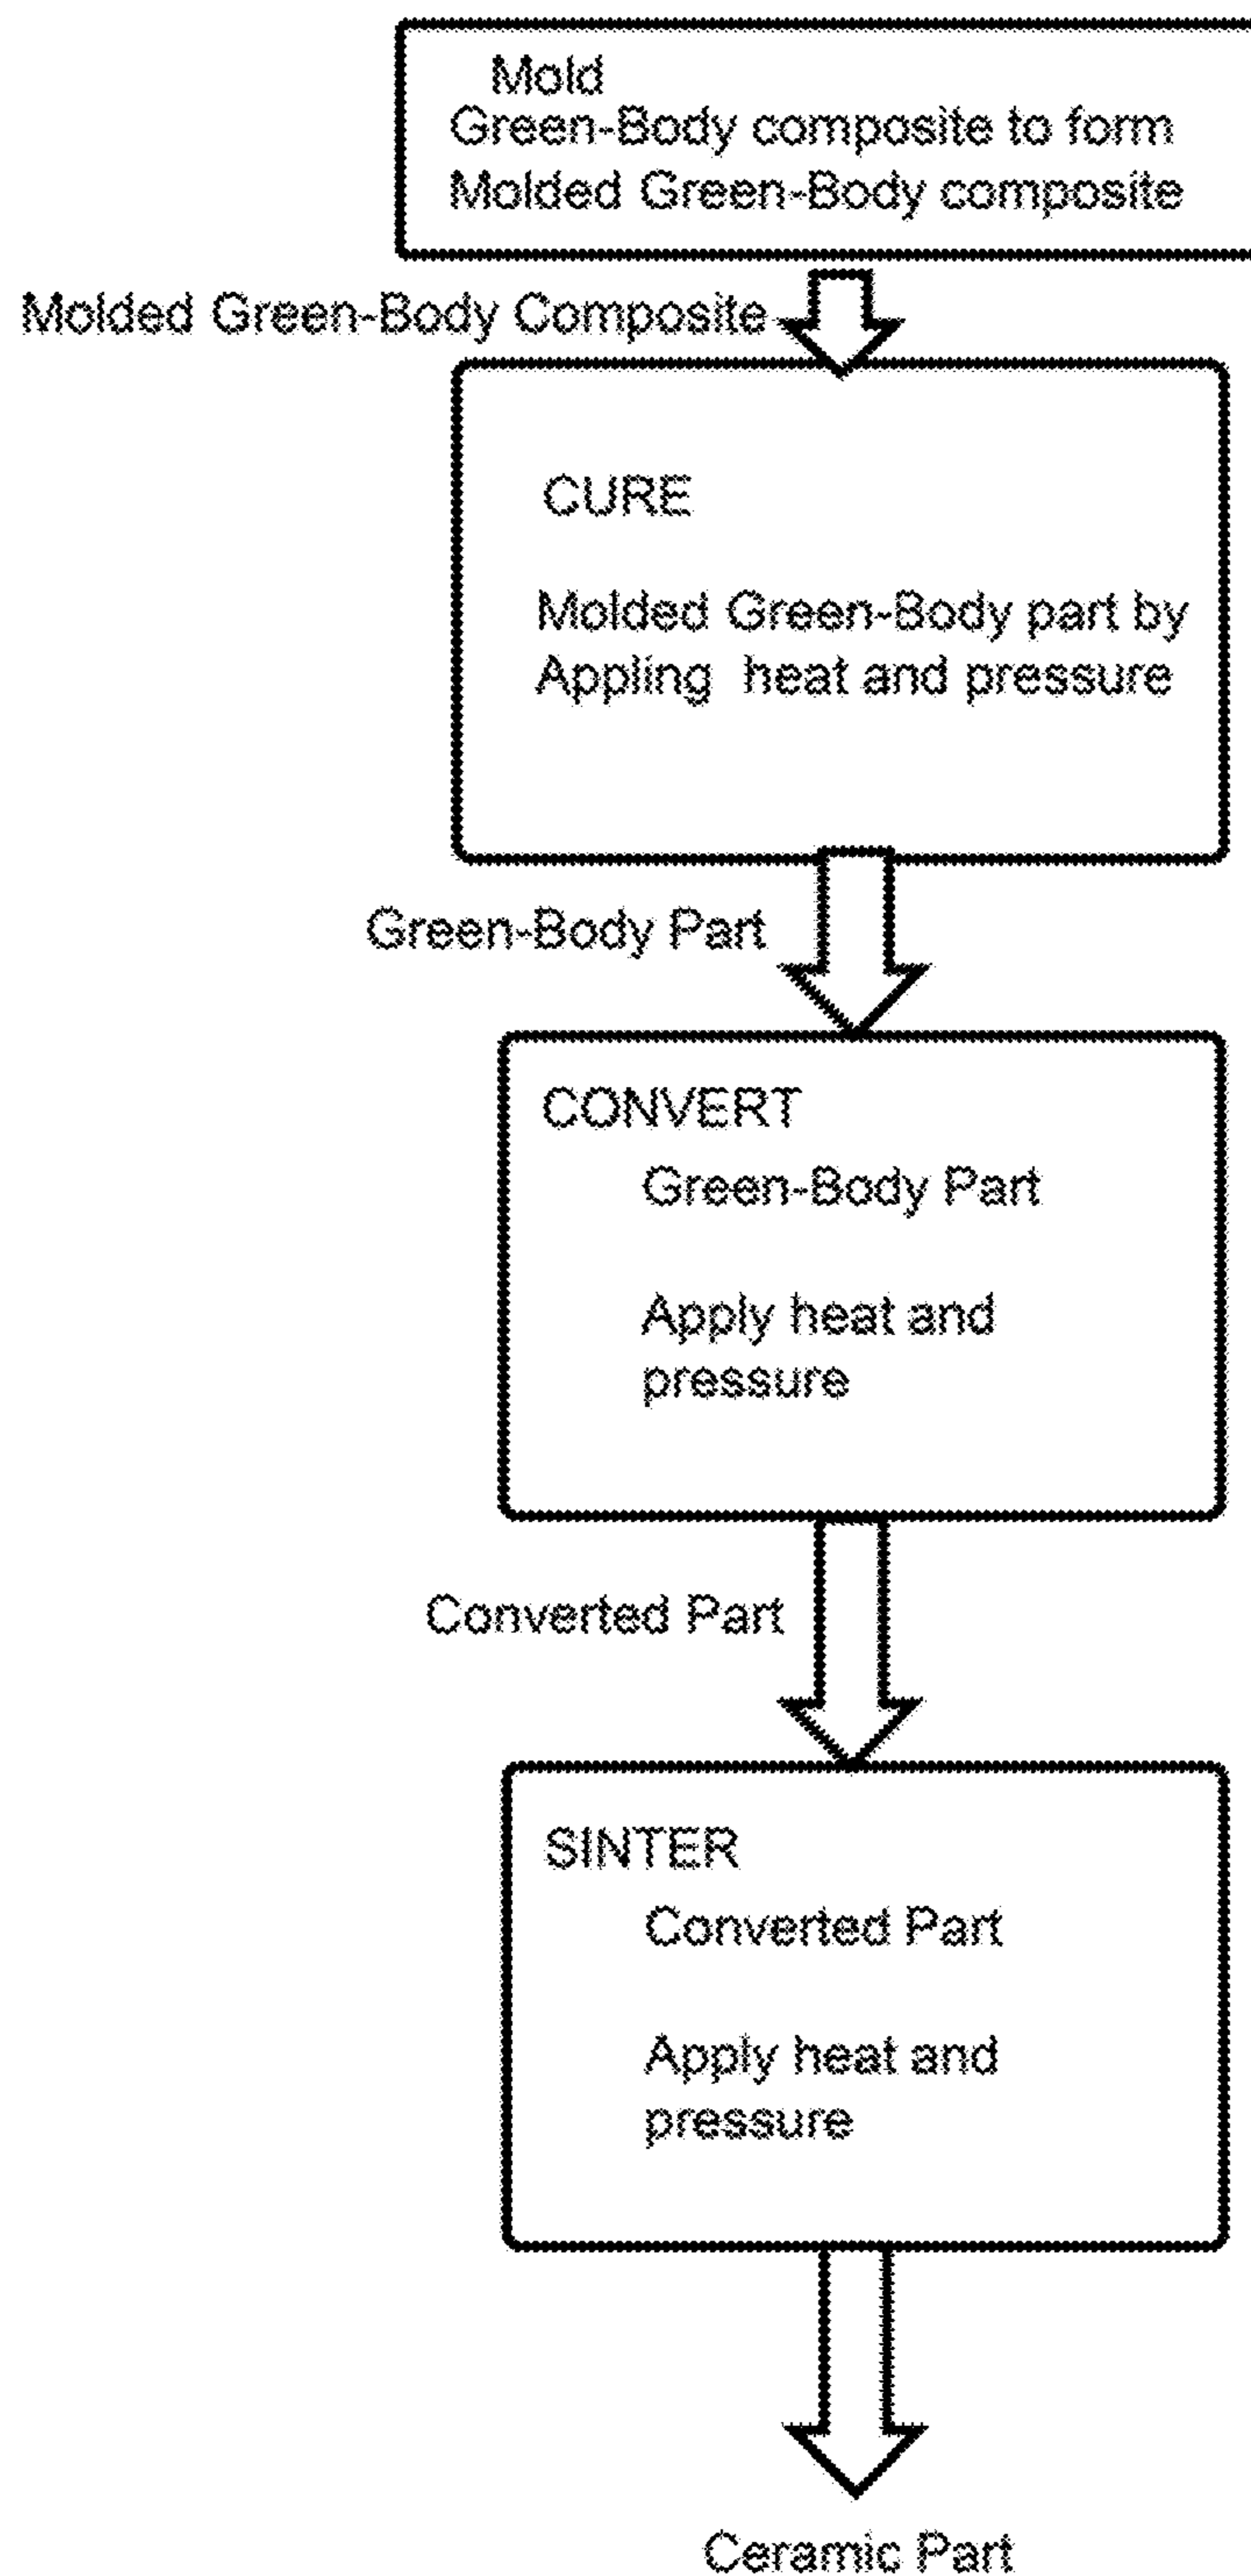 Mold
Green-Body composite to form
Molded Green-Body composite
Molded Green-Body Composite
CURE
Molded Green-Body part by
Appling heat and pressure
Green-Body Part
CONVERT
Green-Body Part
Apply heat and
pressure
Converted Part
SINTER
Converted Part
Apply heat and
pressure
Ceramic Part